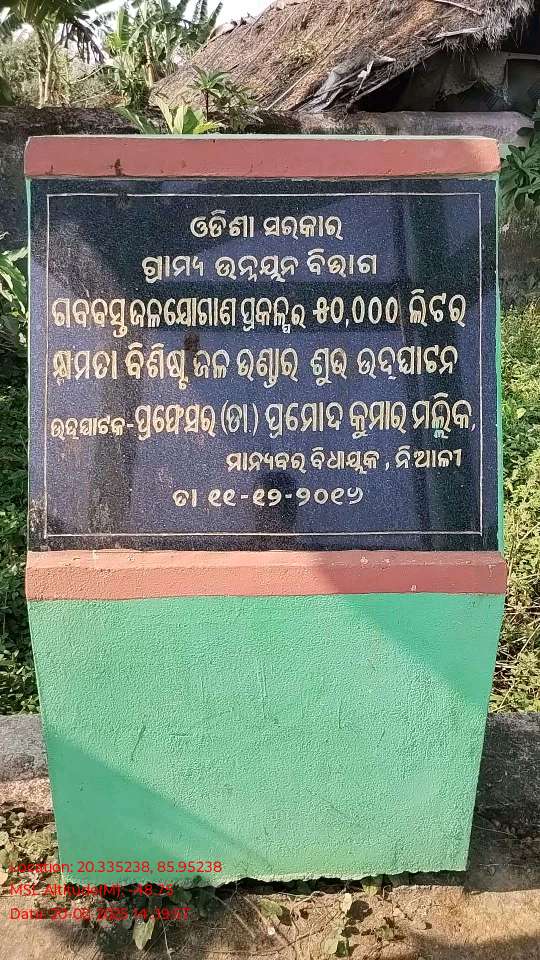 ଓଡିଶା ସରକାର
ଗ୍ରାମ୍ୟ ଉନ୍ନୟନ ବିଭାଗ
ଗବବସ୍ତ ଜଳଯୋଗାଣ ପ୍ରକଳ୍ପର ୫୦,୦୦୦ ଲିଟର
କ୍ଷମତା ବିଶିଷ୍ଟ ଜଳ ଭଣ୍ଡାର ଶୁଭ ଉଦ୍‌ଘାଟନ
ଉଦ୍‌ଘାଟକ-ପ୍ରଫେସର (ଡା) ପ୍ରମୋଦ କୁମାର ମଲ୍ଲିକ,
ମାନ୍ୟବର ବିଧାୟକ , ନିଆଳୀ
ତା ୧୧-୧୨-୨୦୧୬
Location: 20.335238, 85.95238
MSL Altitude(M): -48.75
Date: